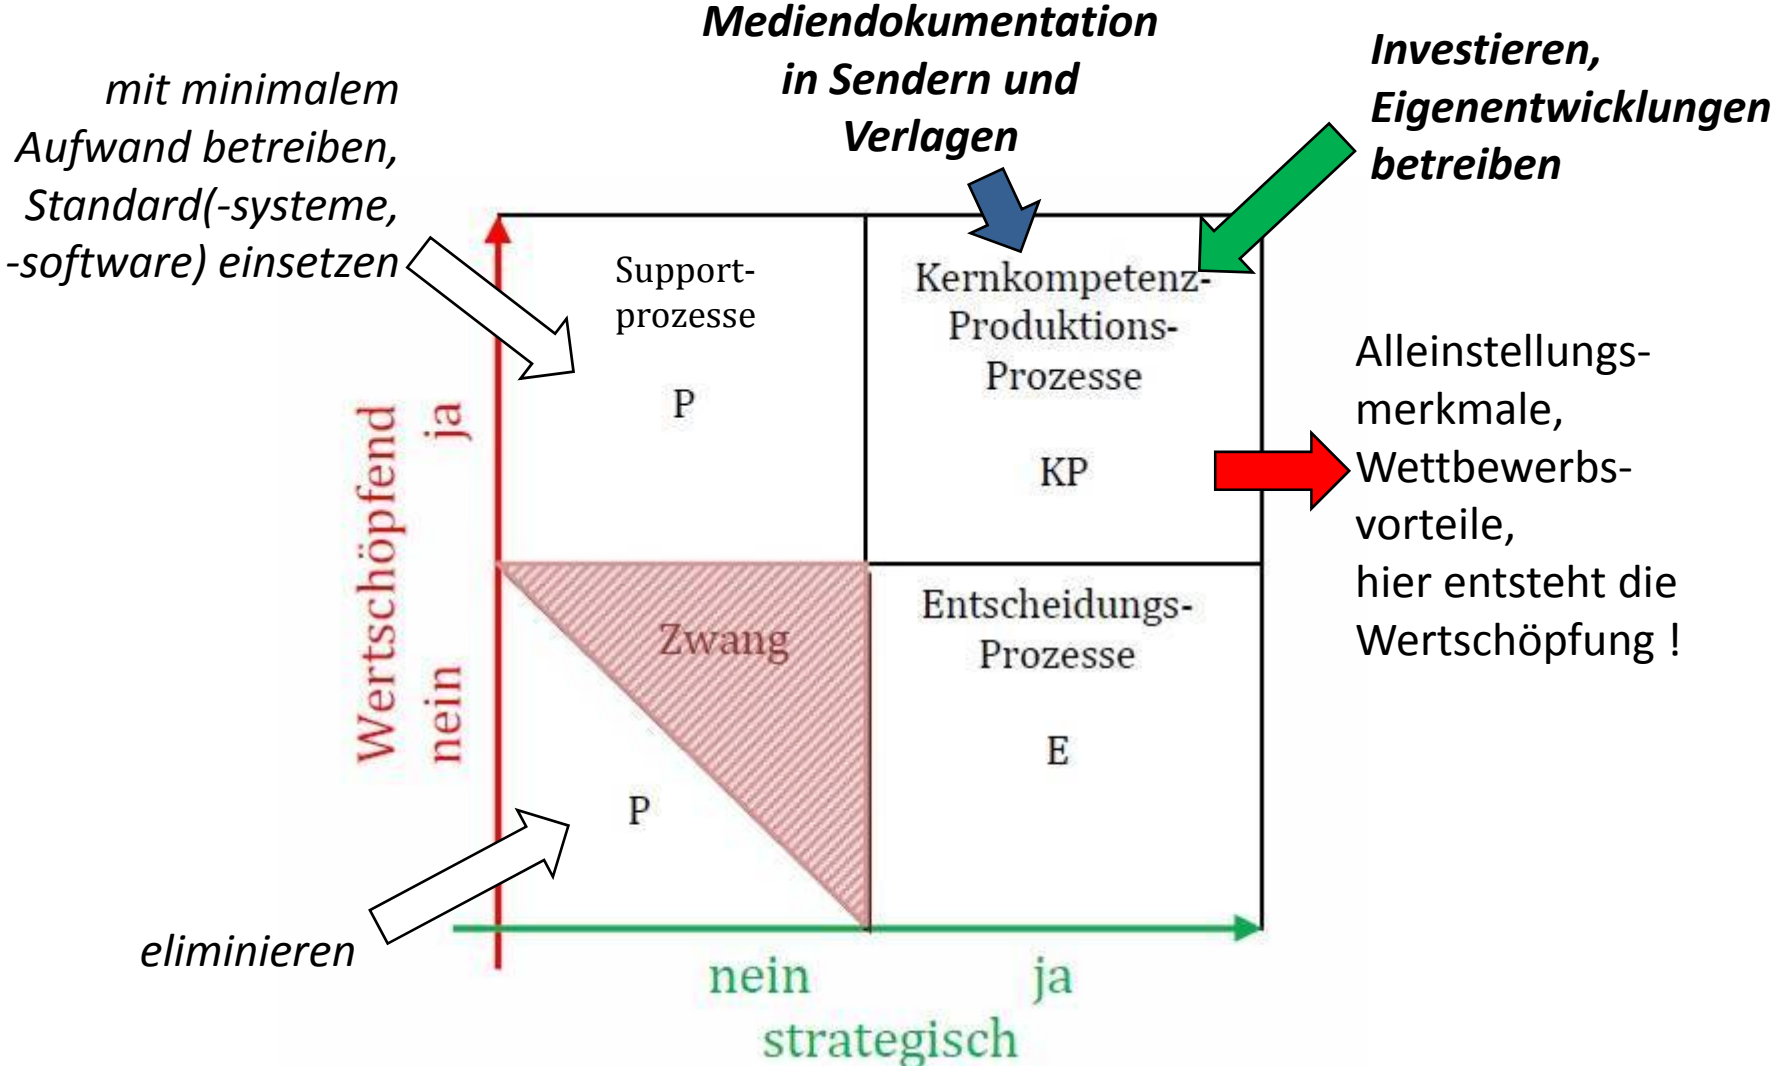 Mediendokumentation
in Sendern und
Verlagen
Investieren,
Eigenentwicklungen
betreiben
mit minimalem
Aufwand betreiben,
Standard(-systeme,
-software) einsetzen
Support-
prozesse
P
Kernkompetenz-
Produktions-
Prozesse
KP
Alleinstellungs-
merkmale,
Wettbewerbs-
vorteile,
hier entsteht die
Wertschöpfung !
Wertschöpfend
ja
nein
Zwang
P
Entscheidungs-
Prozesse
E
eliminieren
nein
ja
strategisch